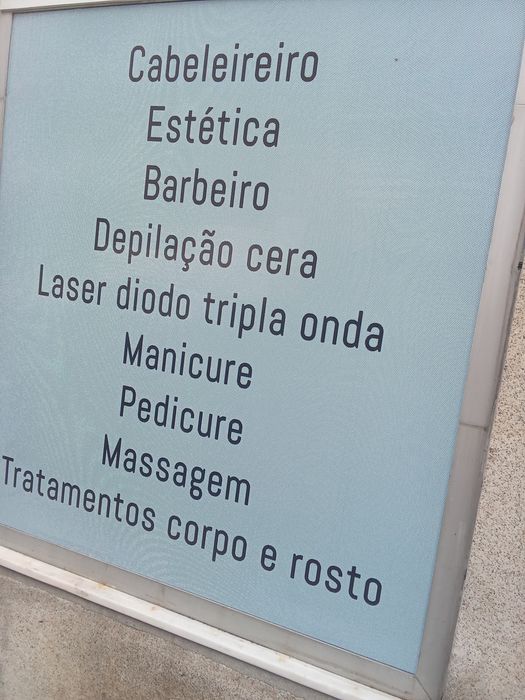 Cabeleireiro
Estética
Barbeiro
Depilação cera
Laser diodo tripla onda
Manicure
Pedicure
Massagem
Tratamentos corpo e rosto